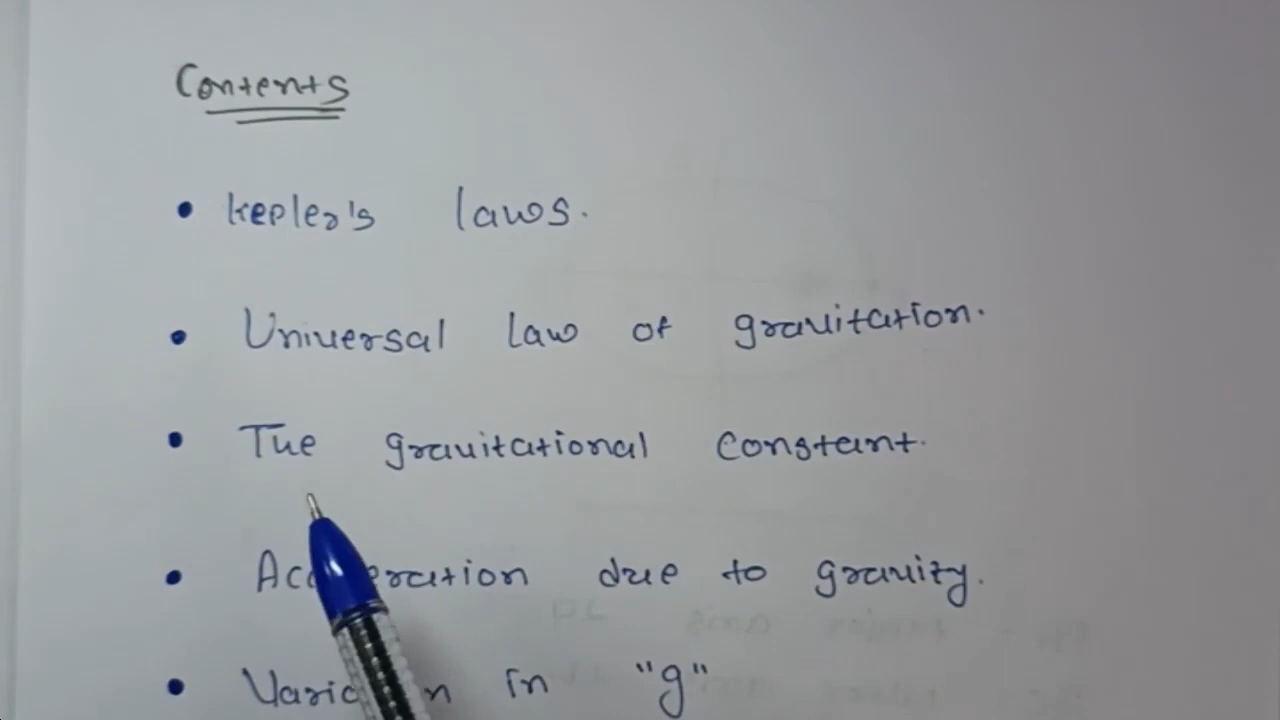 Contents
• Kepler's laws.
• Universal law of gravitation.
• The gravitational constant.
• Acceleration due to gravity.
• Variation in "g"